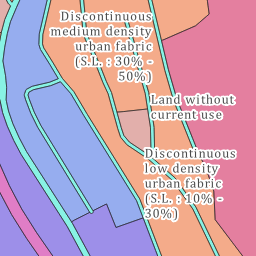 Discontinuous
medium density
urban fabric
(S.L. : 30% -
50%)
Land without
current use
Discontinuous
low density
urban fabric
(S.L. : 10% -
30%)